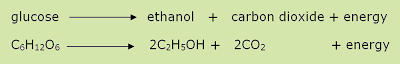 glucose ⟶ ethanol + carbon dioxide + energy
C₆H₁₂O₆ ⟶ 2C₂H₅OH + 2CO₂ + energy